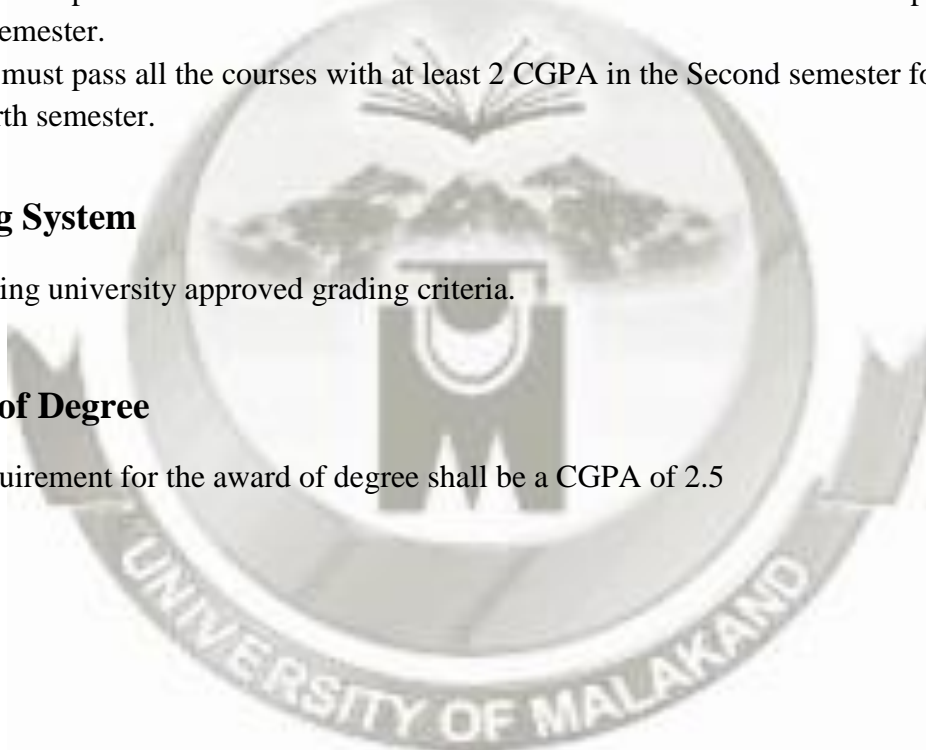 semester.
must pass all the courses with at least 2 CGPA in the Second semester
rth semester.
g System
ing university approved grading criteria.
of Degree
uirement for the award of degree shall be a CGPA of 2.5
UNIVERSITY OF MALAKAND